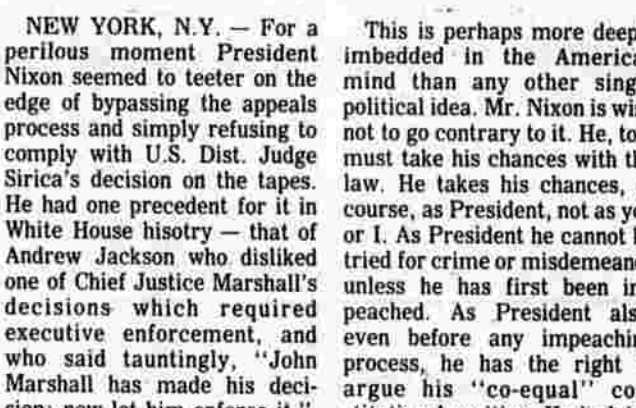 NEW YORK, N.Y. — For a
perilous moment President
Nixon seemed to teeter on the
edge of bypassing the appeals
process and simply refusing to
comply with U.S. Dist. Judge
Sirica's decision on the tapes.
He had one precedent for it in
White House hisotry — that of
Andrew Jackson who disliked
one of Chief Justice Marshall's
decisions which required
executive enforcement, and
who said tauntingly, "John
Marshall has made his deci-
sion; now let him enforce it."
This is perhaps more deep
imbedded in the America
mind than any other sing
political idea. Mr. Nixon is wi
not to go contrary to it. He, to
must take his chances with th
law. He takes his chances,
course, as President, not as yo
or I. As President he cannot
tried for crime or misdemean
unless he has first been im
peached. As President als
even before any impeachin
process, he has the right
argue his "co-equal" co